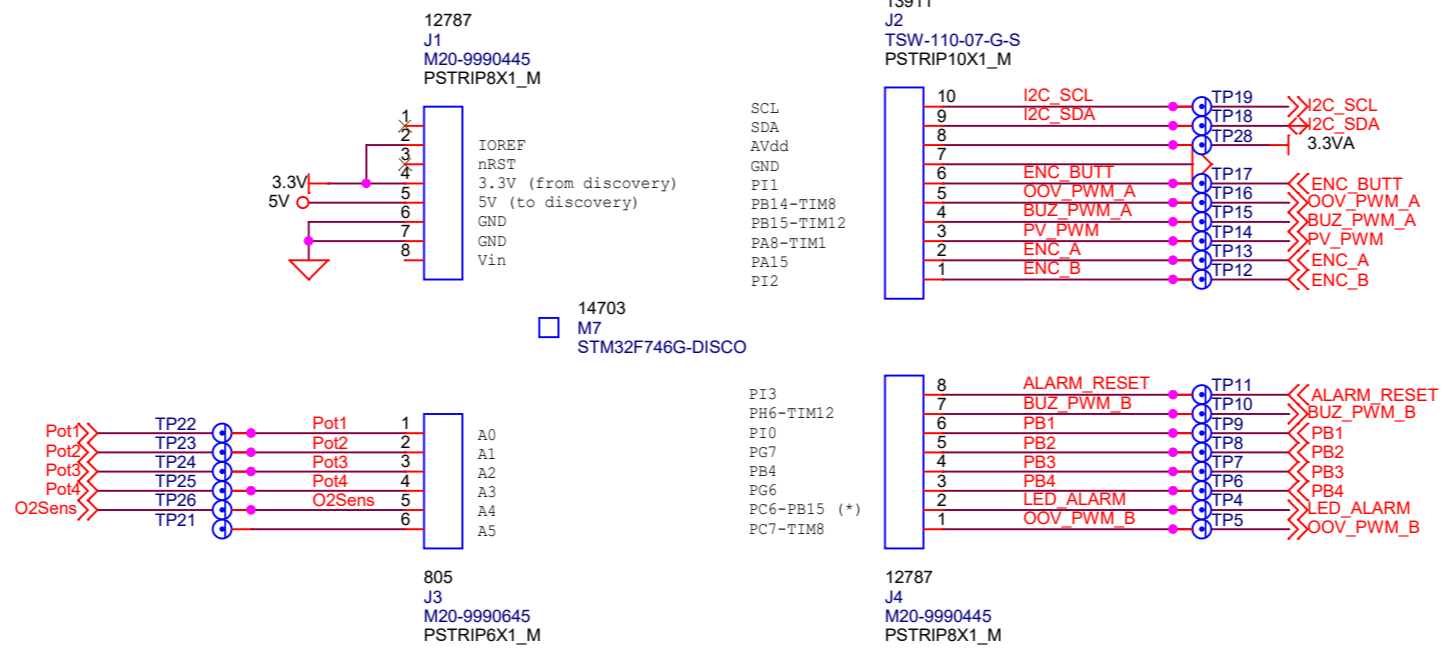 12787
J1
M20-9990445
PSTRIP8X1_M
1
2 IOREF
3 nRST
3.3V 4 3.3V (from discovery)
5V 5 5V (to discovery)
6 GND
7 GND
8 Vin
13911
J2
TSW-110-07-G-S
PSTRIP10X1_M
SCL 10 I2C_SCL TP19 I2C_SCL
SDA 9 I2C_SDA TP18 I2C_SDA
AVdd 8 TP28 3.3VA
GND 7
PI1 6 ENC_BUTT TP17 ENC_BUTT
PB14-TIM8 5 OOV_PWM_A TP16 OOV_PWM_A
PB15-TIM12 4 BUZ_PWM_A TP15 BUZ_PWM_A
PA8-TIM1 3 PV_PWM TP14 PV_PWM
PA15 2 ENC_A TP13 ENC_A
PI2 1 ENC_B TP12 ENC_B
14703
M7
STM32F746G-DISCO
Pot1 TP22 Pot1 1 A0
Pot2 TP23 Pot2 2 A1
Pot3 TP24 Pot3 3 A2
Pot4 TP25 Pot4 4 A3
O2Sens TP26 O2Sens 5 A4
TP21 6 A5
805
J3
M20-9990645
PSTRIP6X1_M
PI3 8 ALARM_RESET TP11 ALARM_RESET
PH6-TIM12 7 BUZ_PWM_B TP10 BUZ_PWM_B
PI0 6 PB1 TP9 PB1
PG7 5 PB2 TP8 PB2
PB4 4 PB3 TP7 PB3
PG6 3 PB4 TP6 PB4
PC6-PB15 (*) 2 LED_ALARM TP4 LED_ALARM
PC7-TIM8 1 OOV_PWM_B TP5 OOV_PWM_B
12787
J4
M20-9990445
PSTRIP8X1_M